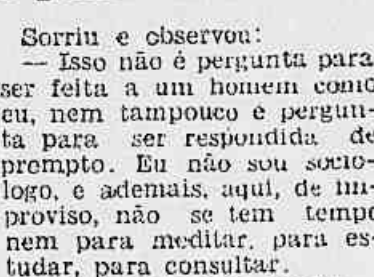 Sorriu e observou:
— Isso não é pergunta para
ser feita a um homem como
eu, nem tampouco é pergun-
ta para ser respondida de
prompto. Eu não sou socio-
logo, e ademais, aqui, de im-
proviso, não se tem tempo
nem para meditar, para es-
tudar, para consultar.